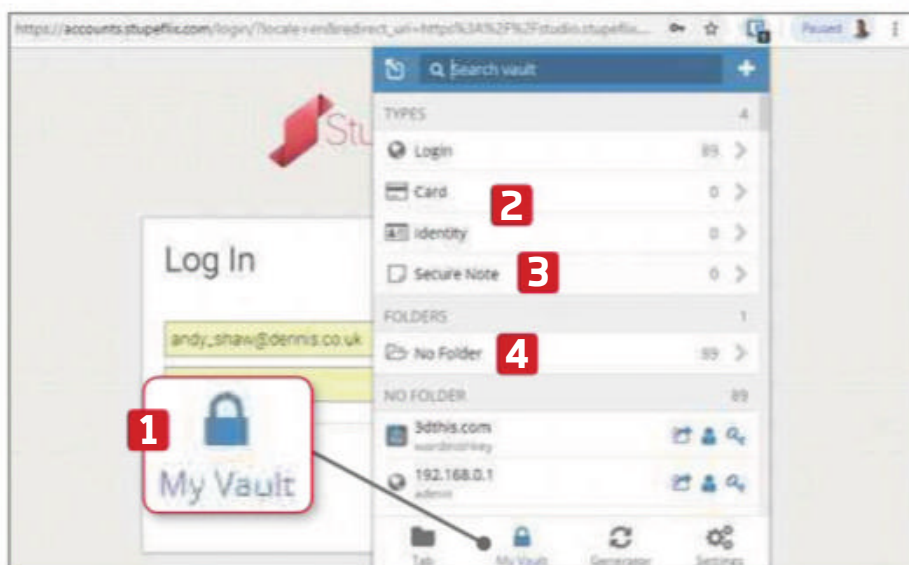 https://accounts.stupeflix.com/login/?locale=en&redirect_uri=https%3A%2F%2Fstudio.stupeflix... Paused
Search vault
Stu
TYPES 4
Login 89
Card 0
2
Identity 0
Log In
Secure Note 0
3
FOLDERS 1
andy_shaw@dennis.co.uk
No Folder 89
4
NO FOLDER 89
3dthis.com
1
My Vault
192.168.0.1
admin
Tab My Vault Generator Settings